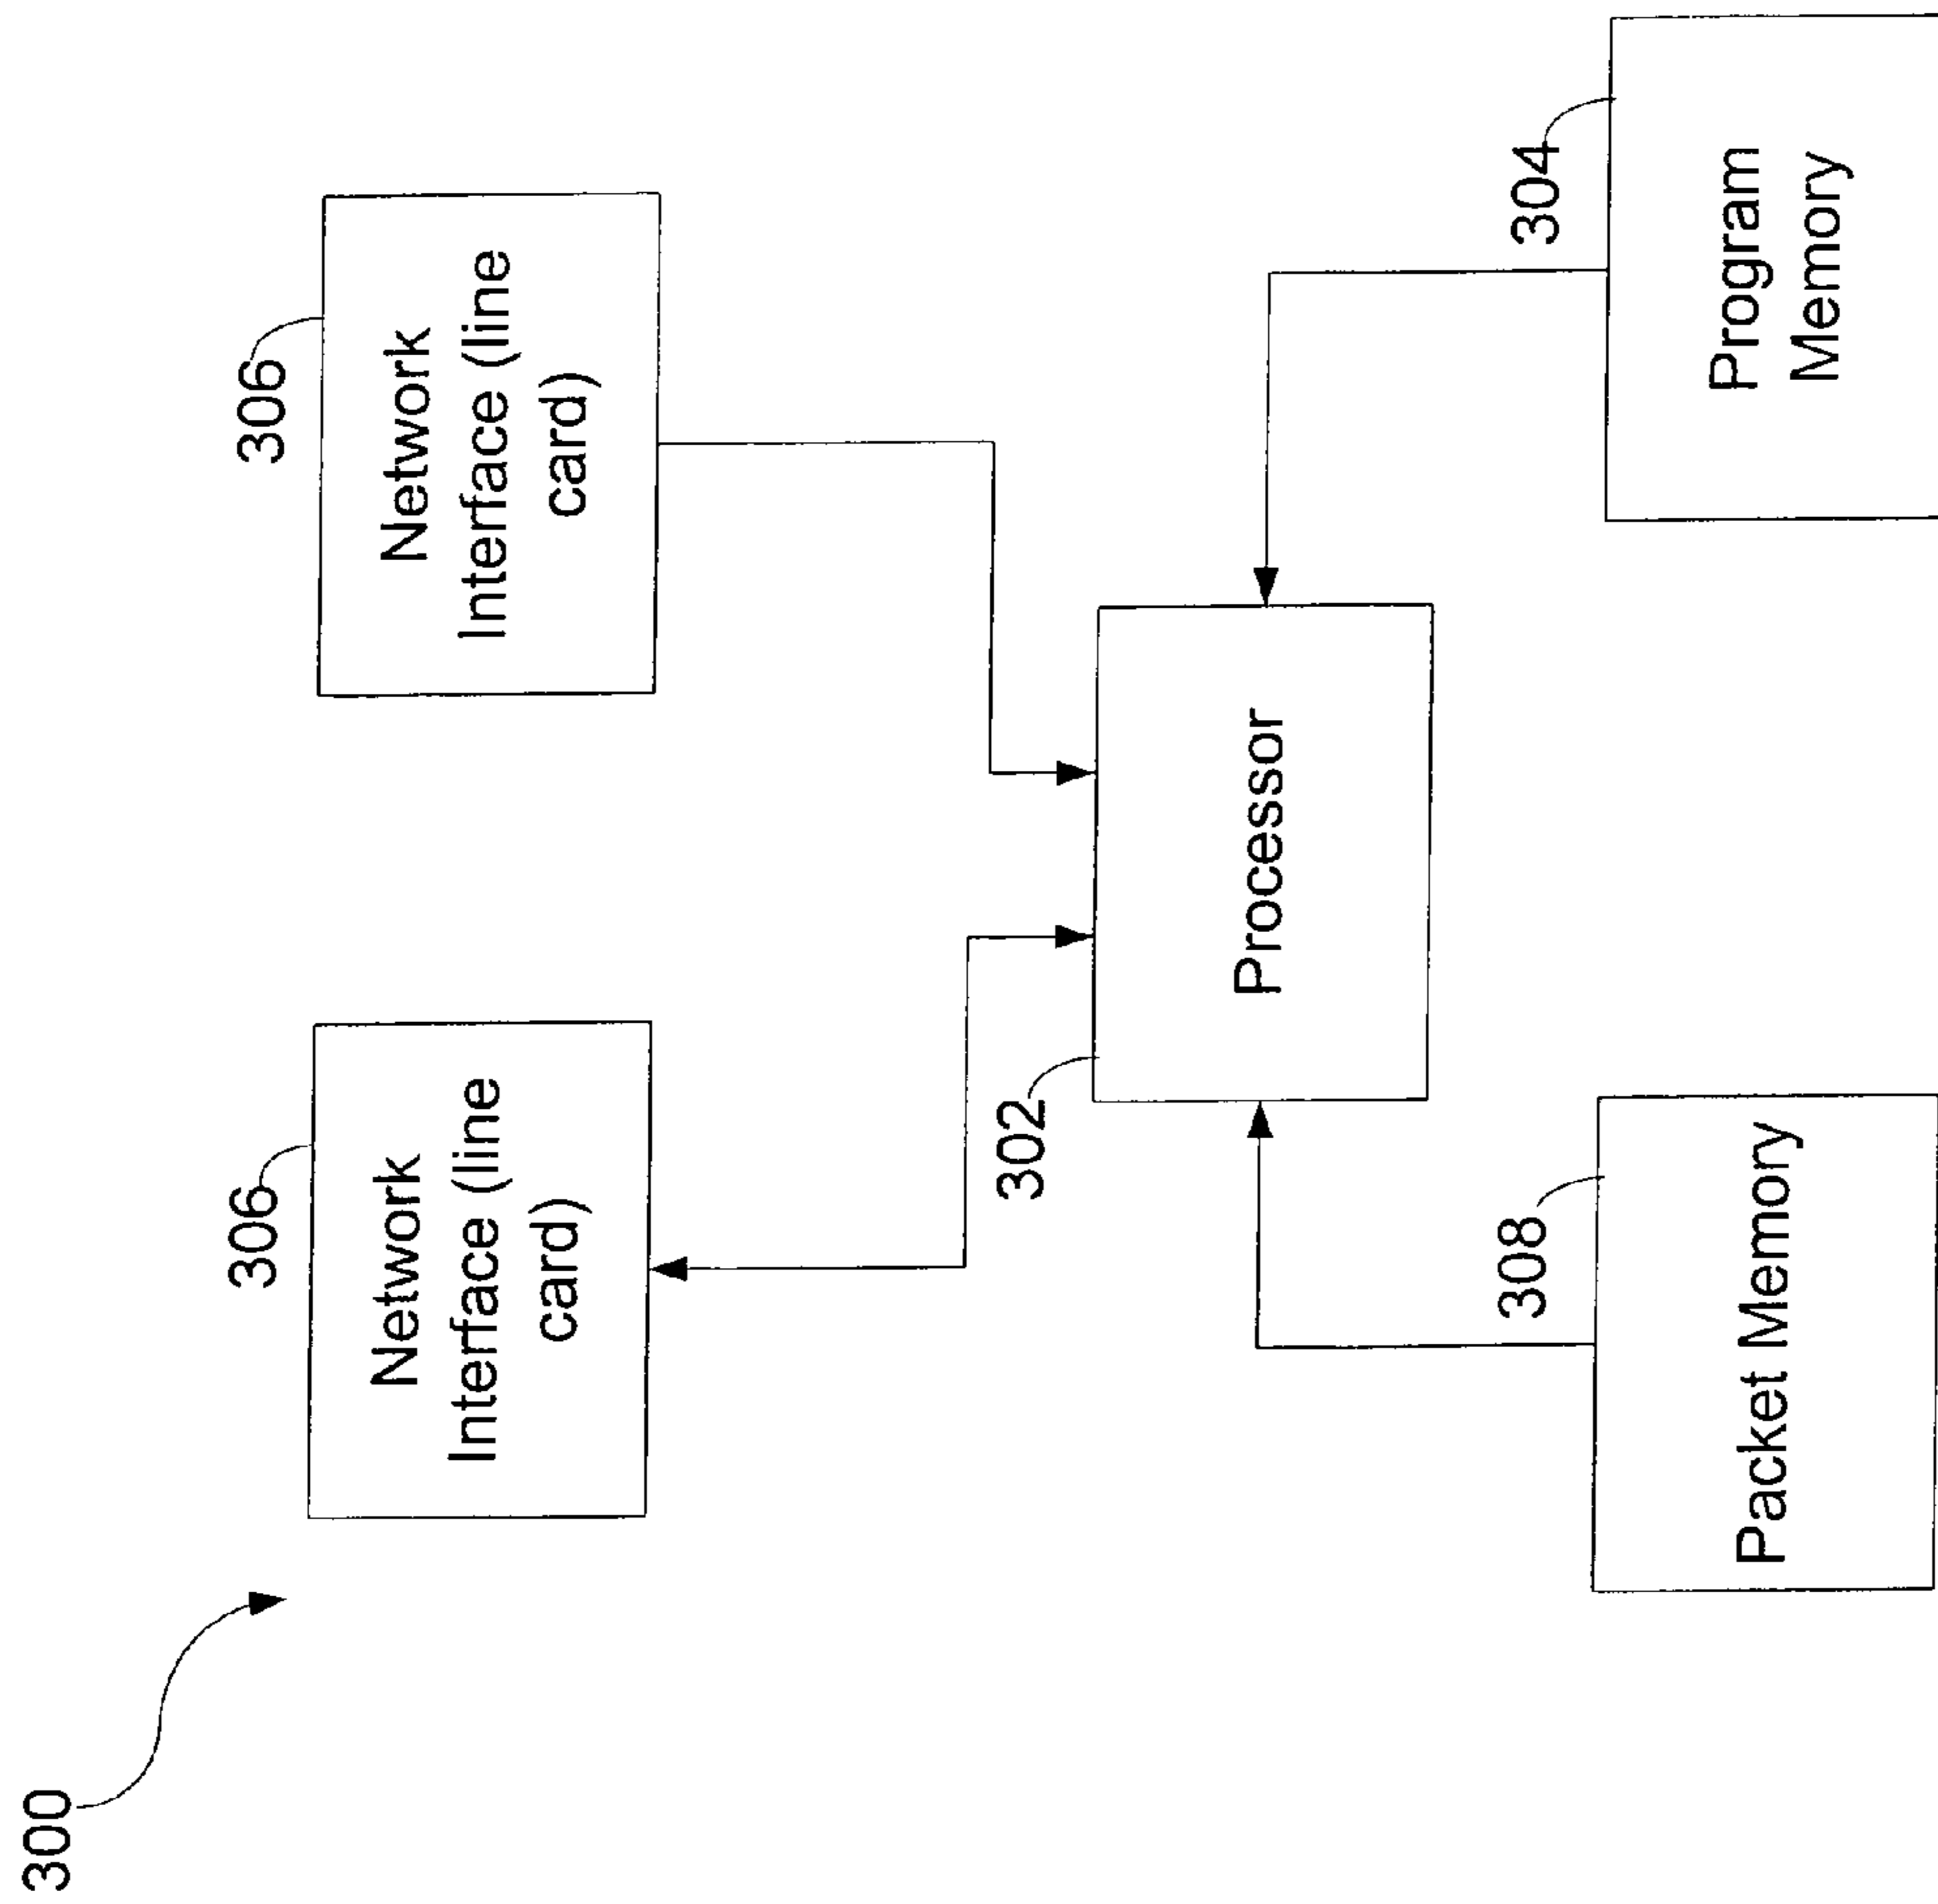 300
306
Network
Interface (line
card)
306
Network
Interface (line
card)
302
Processor
308
Packet Memory
304
Program
Memory